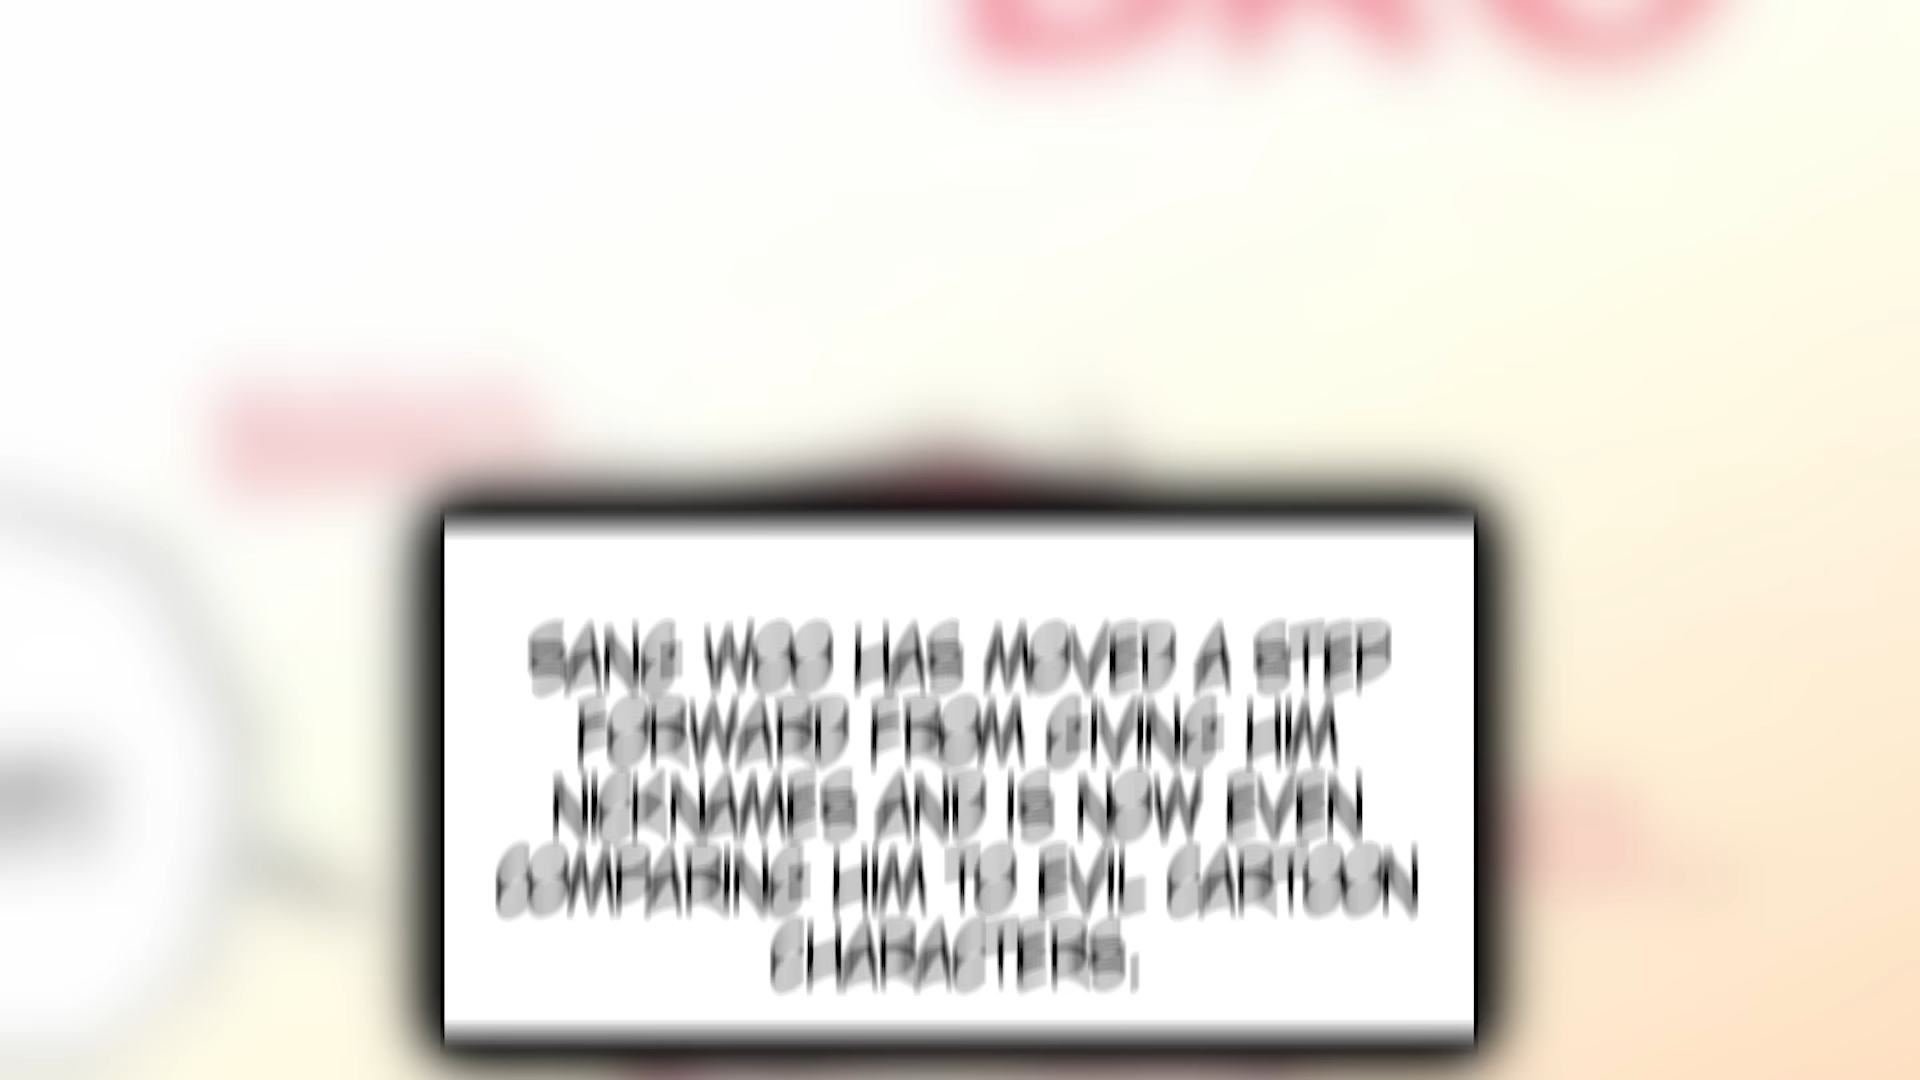 SANG WOO HAS MOVED A STEP
FORWARD FROM GIVING HIM
NICKNAMES AND IS NOW EVEN
COMPARING HIM TO EVIL CARTOON
CHARACTERS,